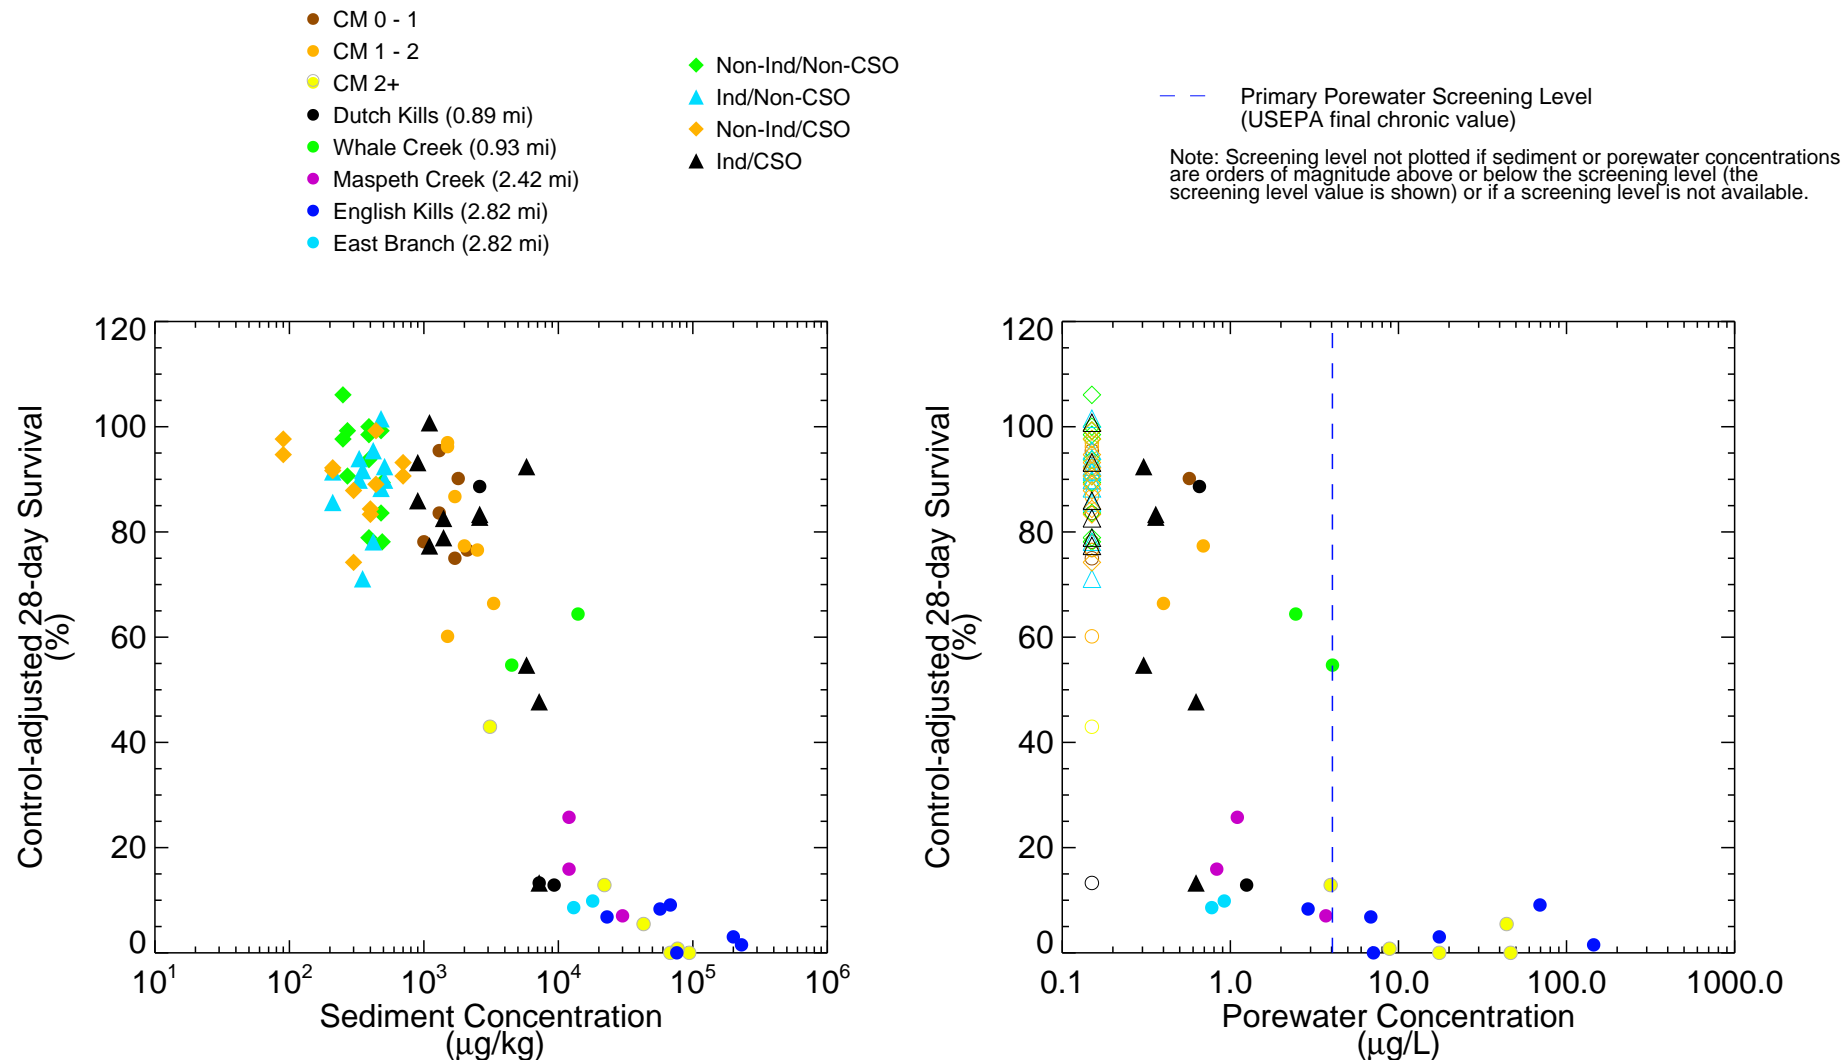 CM 0 - 1
CM 1 - 2
CM 2+
Dutch Kills (0.89 mi)
Whale Creek (0.93 mi)
Maspeth Creek (2.42 mi)
English Kills (2.82 mi)
East Branch (2.82 mi)
Non-Ind/Non-CSO
Ind/Non-CSO
Non-Ind/CSO
Ind/CSO
Primary Porewater Screening Level
(USEPA final chronic value)
Note: Screening level not plotted if sediment or porewater concentrations
are orders of magnitude above or below the screening level (the
screening level value is shown) or if a screening level is not available.
Control-adjusted 28-day Survival
(%)
120
100
80
60
40
20
0
10¹ 10² 10³ 10⁴ 10⁵ 10⁶
Sediment Concentration
(µg/kg)
Control-adjusted 28-day Survival
(%)
120
100
80
60
40
20
0
0.1 1.0 10.0 100.0 1000.0
Porewater Concentration
(µg/L)